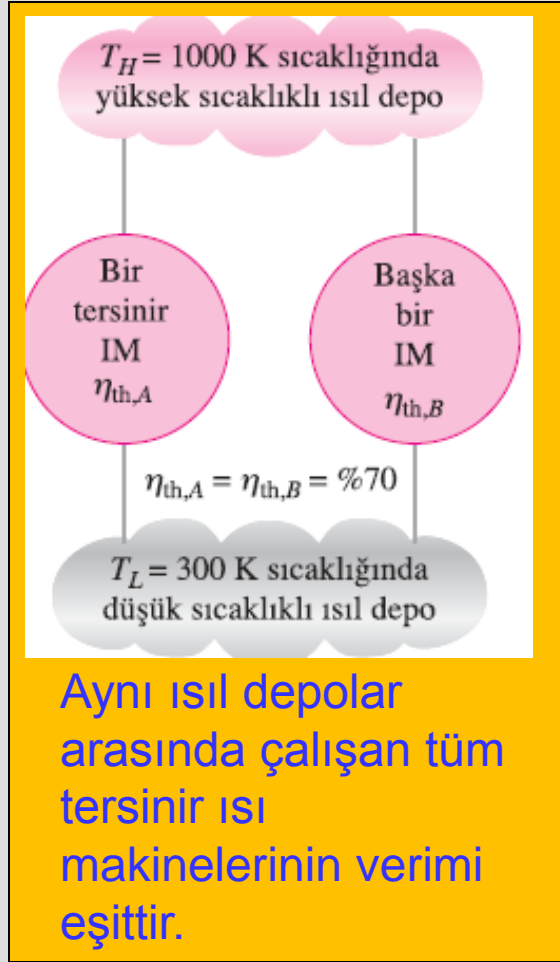 T_H = 1000 K sıcaklığında
yüksek sıcaklıklı ısıl depo
Bir
tersinir
IM
η_th,A
Başka
bir
IM
η_th,B
η_th,A = η_th,B = %70
T_L = 300 K sıcaklığında
düşük sıcaklıklı ısıl depo
Aynı ısıl depolar
arasında çalışan tüm
tersinir ısı
makinelerinin verimi
eşittir.